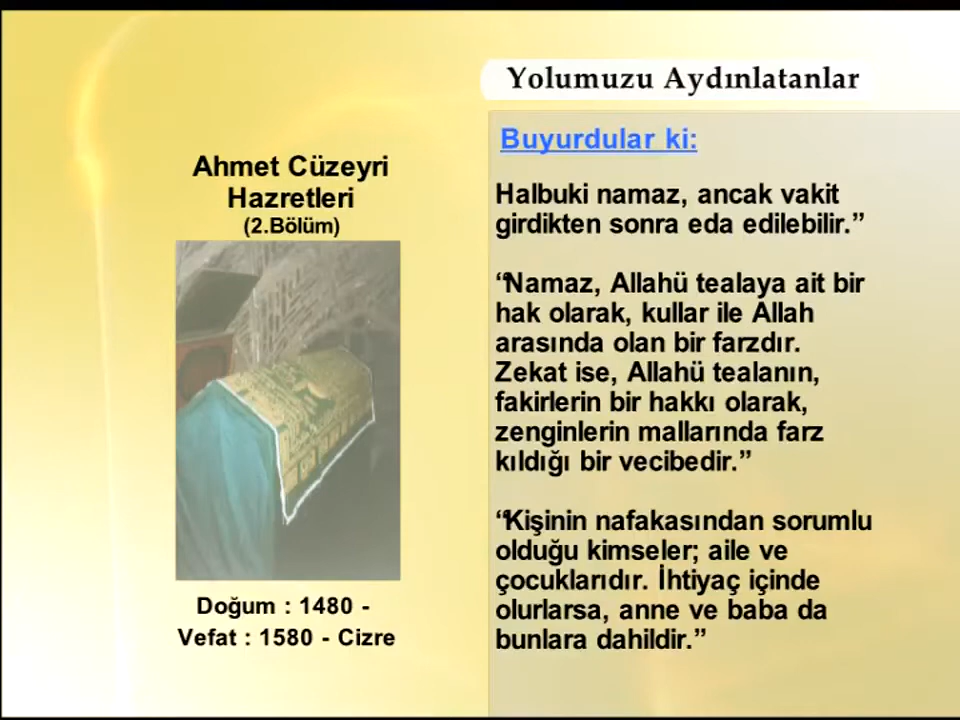 Yolumuzu Aydınlatanlar
Ahmet Cüzeyri
Hazretleri
(2.Bölüm)
Doğum : 1480 -
Vefat : 1580 - Cizre
Buyurdular ki:
Halbuki namaz, ancak vakit
girdikten sonra eda edilebilir.”
“Namaz, Allahü tealaya ait bir
hak olarak, kullar ile Allah
arasında olan bir farzdır.
Zekat ise, Allahü tealanın,
fakirlerin bir hakkı olarak,
zenginlerin mallarında farz
kıldığı bir vecibedir.”
“Kişinin nafakasından sorumlu
olduğu kimseler; aile ve
çocuklarıdır. İhtiyaç içinde
olurlarsa, anne ve baba da
bunlara dahildir.”